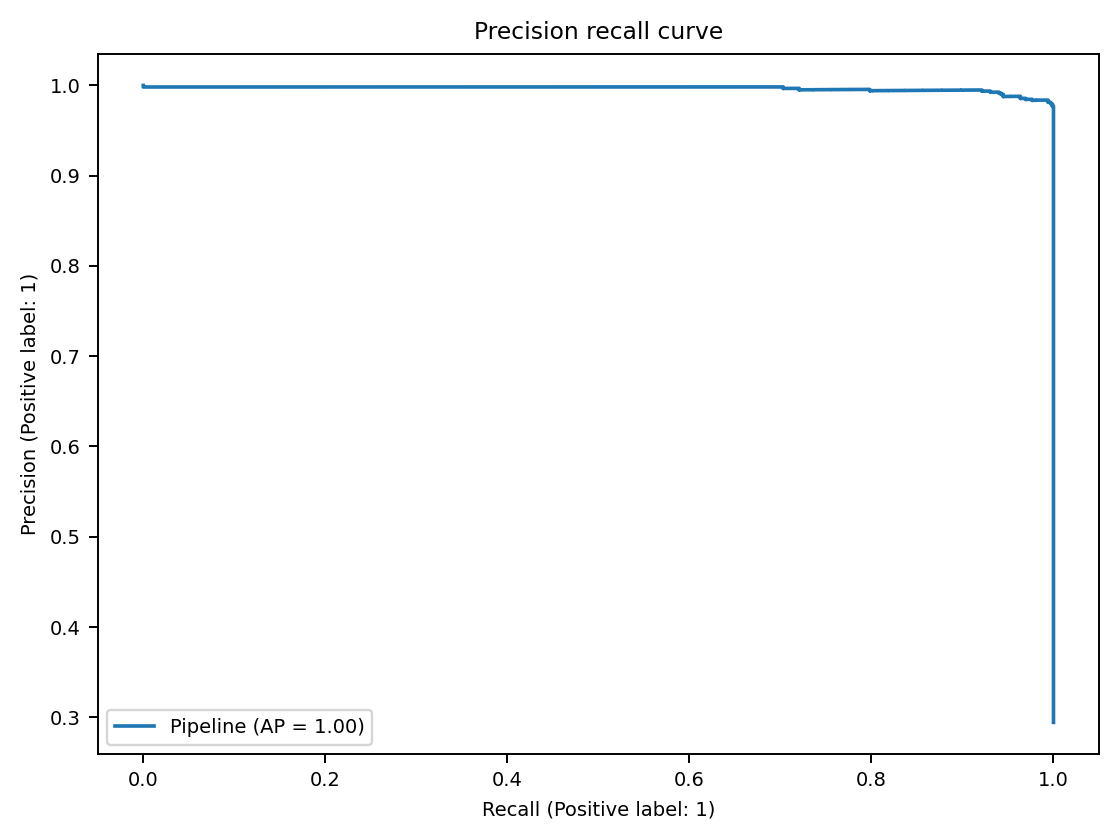 Precision recall curve
1.0
0.9
0.8
0.7
0.6
0.5
0.4
0.3
Precision (Positive label: 1)
Pipeline (AP = 1.00)
0.0 0.2 0.4 0.6 0.8 1.0
Recall (Positive label: 1)